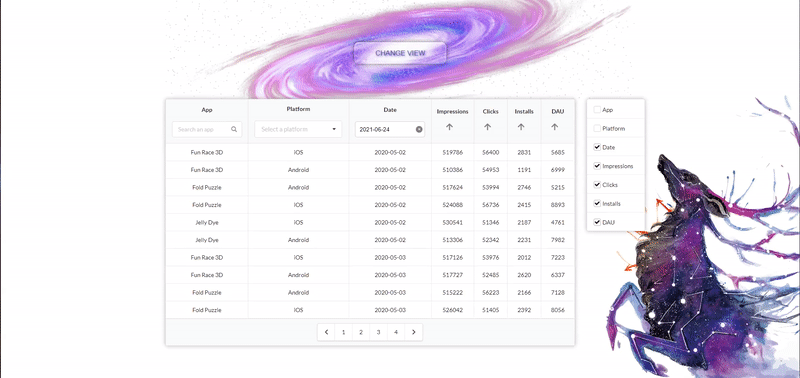 CHANGE VIEW
App Platform Date Impressions Clicks Installs DAU
Search an app Select a platform 2021-06-24
Fun Race 3D iOS 2020-05-02 519786 56400 2831 5685
Fun Race 3D Android 2020-05-02 510386 54953 1191 6999
Fold Puzzle Android 2020-05-02 517624 53994 2746 5215
Fold Puzzle iOS 2020-05-02 524088 56736 2415 8893
Jelly Dye iOS 2020-05-02 530541 51346 2187 4761
Jelly Dye Android 2020-05-02 513306 52342 2231 7982
Fun Race 3D iOS 2020-05-03 517126 53976 2012 7223
Fun Race 3D Android 2020-05-03 517727 52485 2620 6337
Fold Puzzle Android 2020-05-03 515222 56223 2166 7128
Fold Puzzle iOS 2020-05-03 526042 51405 2392 8056
1 2 3 4
App
Platform
Date
Impressions
Clicks
Installs
DAU